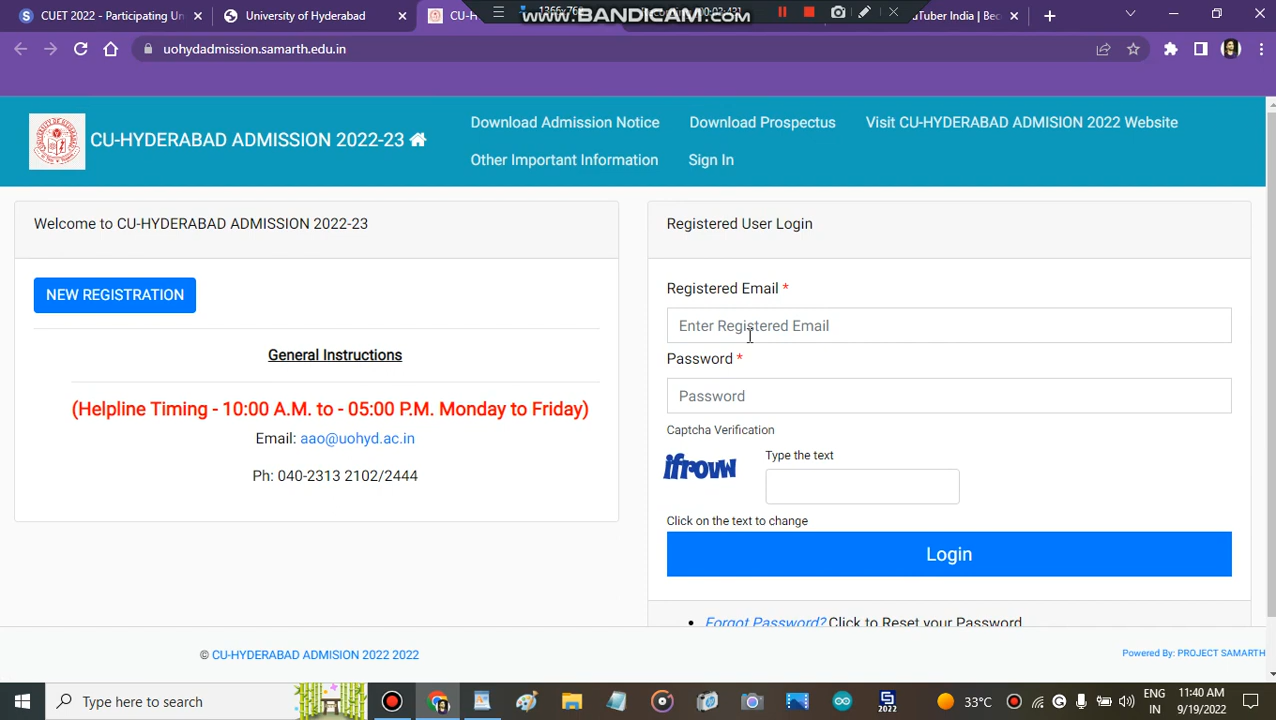 CUET 2022 - Participating Un
University of Hyderabad
CU-H
www.BANDICAM.com
Tuber India | Bec
uohydadmission.samarth.edu.in
CU-HYDERABAD ADMISSION 2022-23
Download Admission Notice
Download Prospectus
Visit CU-HYDERABAD ADMISION 2022 Website
Other Important Information
Sign In
Welcome to CU-HYDERABAD ADMISSION 2022-23
NEW REGISTRATION
General Instructions
(Helpline Timing - 10:00 A.M. to - 05:00 P.M. Monday to Friday)
Email: aao@uohyd.ac.in
Ph: 040-2313 2102/2444
Registered User Login
Registered Email *
Enter Registered Email
Password *
Password
Captcha Verification
ifrovw
Type the text
Click on the text to change
Login
Forgot Password? Click to Reset your Password
© CU-HYDERABAD ADMISION 2022 2022
Powered By: PROJECT SAMARTH
Type here to search
2022
33°C
ENG
IN
11:40 AM
9/19/2022